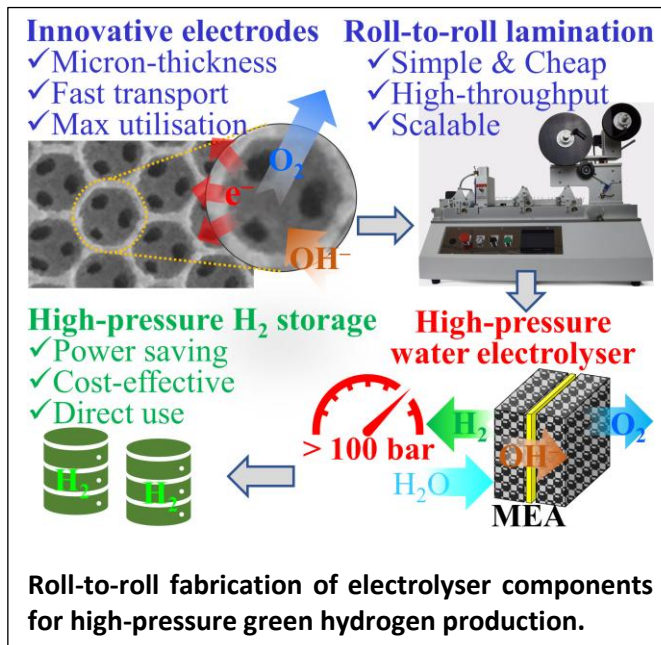 Innovative electrodes
✓Micron-thickness
✓Fast transport
✓Max utilisation
O₂
e⁻
OH⁻
Roll-to-roll lamination
✓Simple & Cheap
✓High-throughput
✓Scalable
High-pressure H₂ storage
✓Power saving
✓Cost-effective
✓Direct use
H₂
H₂
High-pressure
water electrolyser
> 100 bar
H₂
O₂
OH⁻
H₂O
MEA
Roll-to-roll fabrication of electrolyser components
for high-pressure green hydrogen production.